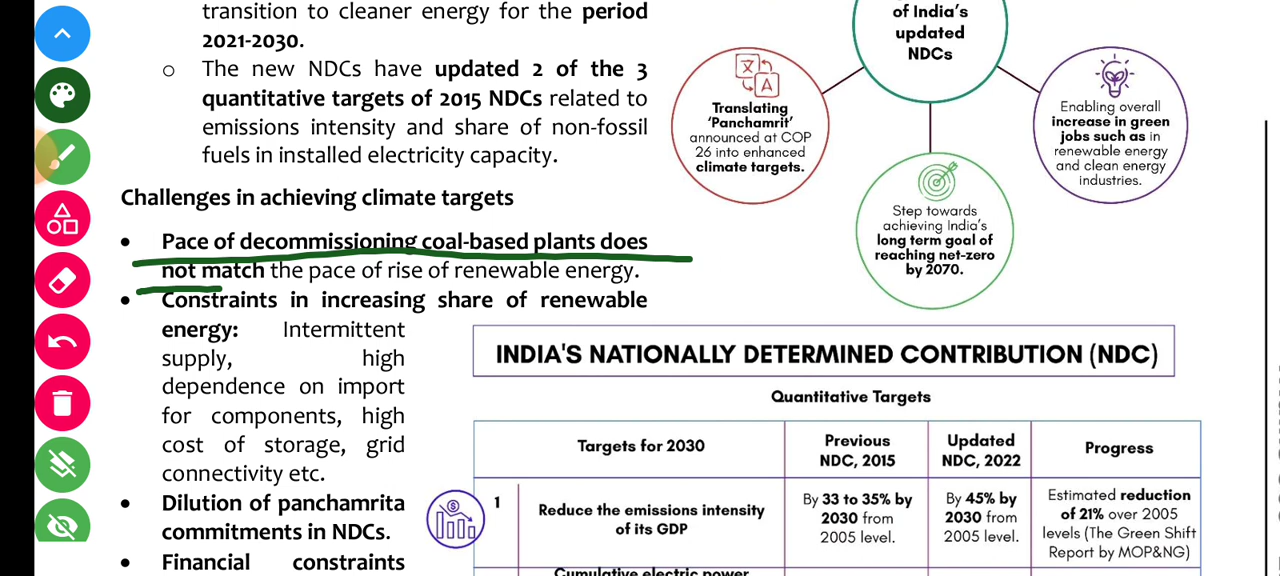 transition to cleaner energy for the period
2021-2030.
o The new NDCs have updated 2 of the 3
quantitative targets of 2015 NDCs related to
emissions intensity and share of non-fossil
fuels in installed electricity capacity.
of India's
updated
NDCs
Translating
'Panchamrit'
announced at COP
26 into enhanced
climate targets.
Enabling overall
increase in green
jobs such as in
renewable energy
and clean energy
industries.
Step towards
achieving India's
long term goal of
reaching net-zero
by 2070.
Challenges in achieving climate targets
• Pace of decommissioning coal-based plants does
not match the pace of rise of renewable energy.
• Constraints in increasing share of renewable
energy: Intermittent
supply, high
dependence on import
for components, high
cost of storage, grid
connectivity etc.
• Dilution of panchamrita
commitments in NDCs.
• Financial constraints
INDIA'S NATIONALLY DETERMINED CONTRIBUTION (NDC)
Quantitative Targets
Targets for 2030
Previous
NDC, 2015
Updated
NDC, 2022
Progress
1
Reduce the emissions intensity
of its GDP
By 33 to 35% by
2030 from
2005 level.
By 45% by
2030 from
2005 level.
Estimated reduction
of 21% over 2005
levels (The Green Shift
Report by MOP&NG)
Cumulative electric power